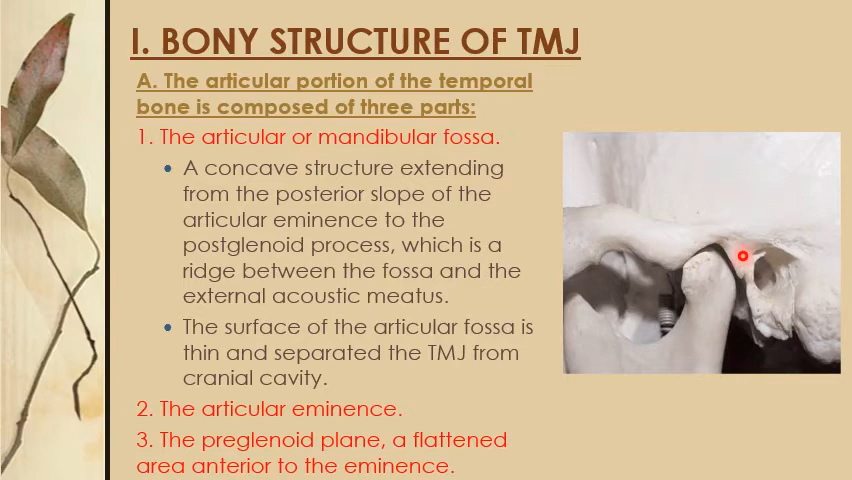 I. BONY STRUCTURE OF TMJ
A. The articular portion of the temporal
bone is composed of three parts:
1. The articular or mandibular fossa.
• A concave structure extending
from the posterior slope of the
articular eminence to the
postglenoid process, which is a
ridge between the fossa and the
external acoustic meatus.
• The surface of the articular fossa is
thin and separated the TMJ from
cranial cavity.
2. The articular eminence.
3. The preglenoid plane, a flattened
area anterior to the eminence.